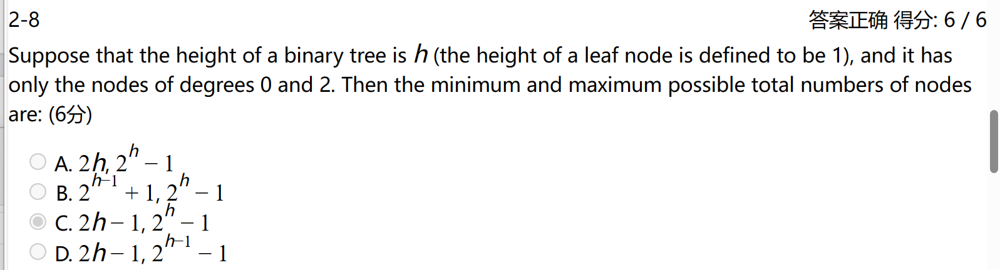 2-8 答案正确 得分: 6 / 6
Suppose that the height of a binary tree is h (the height of a leaf node is defined to be 1), and it has
only the nodes of degrees 0 and 2. Then the minimum and maximum possible total numbers of nodes
are: (6分)
A. 2h, 2^h − 1
B. 2^{h−1} + 1, 2^h − 1
C. 2h − 1, 2^h − 1
D. 2h − 1, 2^{h−1} − 1